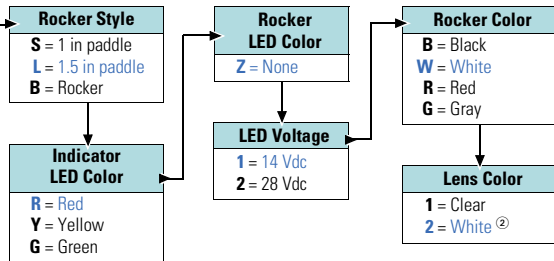 Rocker Style
S = 1 in paddle
L = 1.5 in paddle
B = Rocker
Indicator
LED Color
R = Red
Y = Yellow
G = Green
Rocker
LED Color
Z = None
LED Voltage
1 = 14 Vdc
2 = 28 Vdc
Rocker Color
B = Black
W = White
R = Red
G = Gray
Lens Color
1 = Clear
2 = White ②